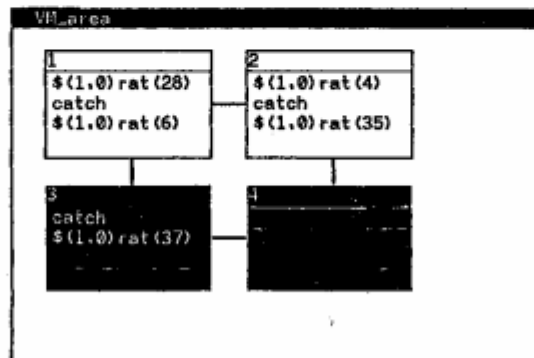 VM_area
1
$(1.0)rat(28)
catch
$(1.0)rat(6)
2
$(1.0)rat(4)
catch
$(1.0)rat(35)
3
catch
$(1.0)rat(37)
4